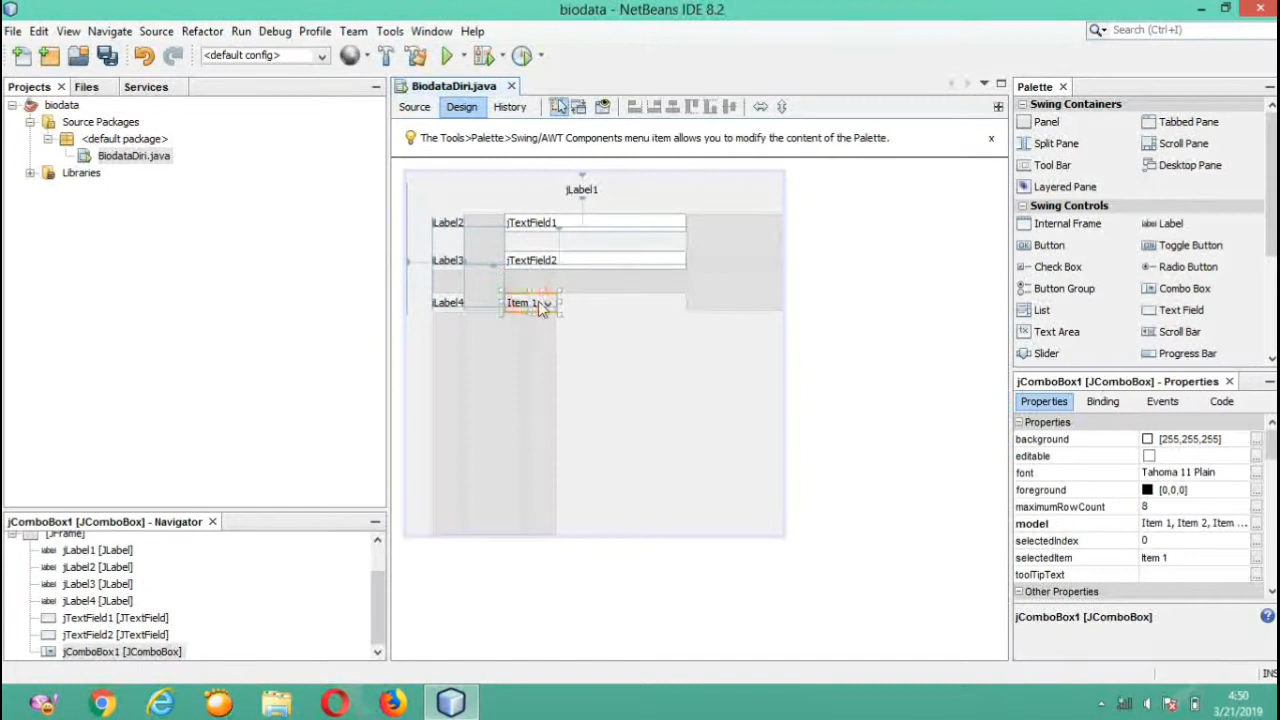 biodata - NetBeans IDE 8.2
File Edit View Navigate Source Refactor Run Debug Profile Team Tools Window Help
Search (Ctrl+I)
<default config>
Projects Files Services
BiodataDiri.java
Palette
biodata
Source Packages
<default package>
BiodataDiri.java
Libraries
Source Design History
The Tools>Palette>Swing/AWT Components menu item allows you to modify the content of the Palette.
x
jLabel1
jLabel2 jTextField1
jLabel3 jTextField2
jLabel4 Item 1
Swing Containers
Panel Tabbed Pane
Split Pane Scroll Pane
Tool Bar Desktop Pane
Layered Pane
Swing Controls
Internal Frame Label
Button Toggle Button
Check Box Radio Button
Button Group Combo Box
List Text Field
Text Area Scroll Bar
Slider Progress Bar
jComboBox1 [JComboBox] - Properties
Properties Binding Events Code
Properties
background [255,255,255]
editable
font Tahoma 11 Plain
foreground [0,0,0]
maximumRowCount 8
model Item 1, Item 2, Item ...
selectedIndex 0
selectedItem Item 1
toolTipText
Other Properties
jComboBox1 [JComboBox]
jComboBox1 [JComboBox] - Navigator
[JFrame]
label jLabel1 [JLabel]
label jLabel2 [JLabel]
label jLabel3 [JLabel]
label jLabel4 [JLabel]
jTextField1 [JTextField]
jTextField2 [JTextField]
jComboBox1 [JComboBox]
INS
4:50
3/21/2019